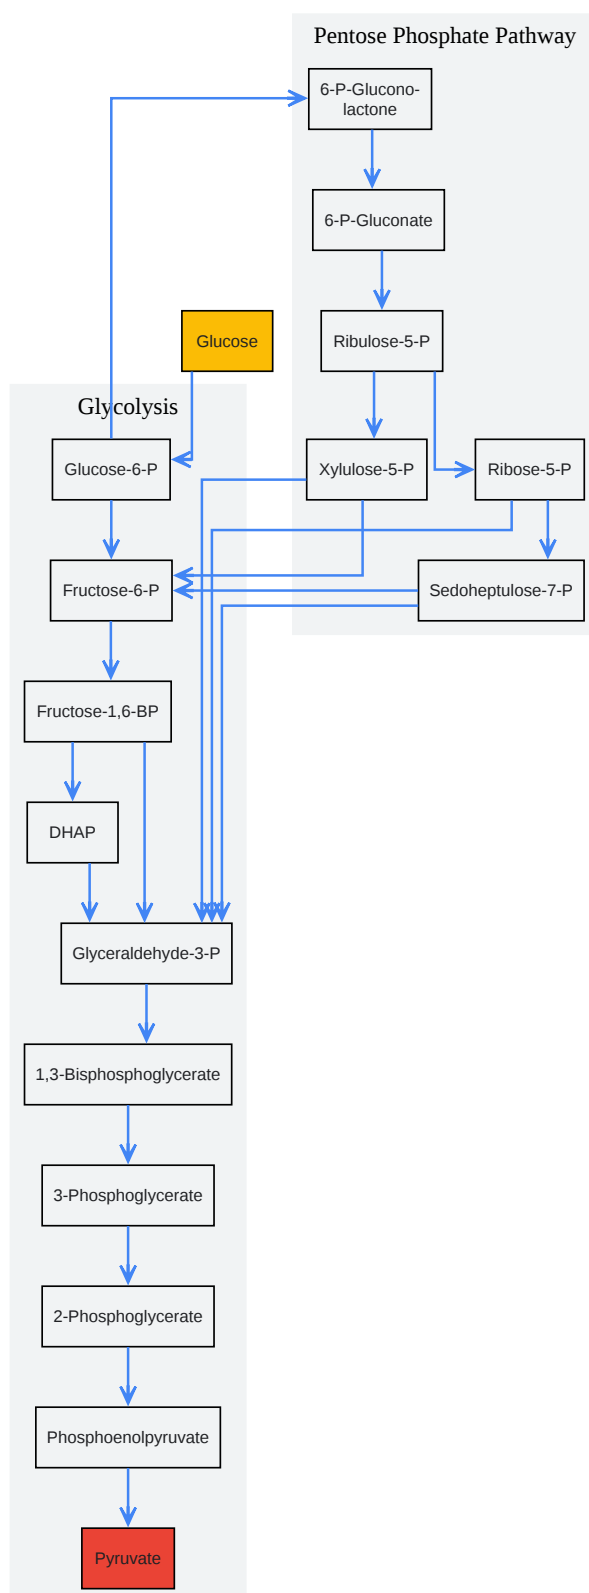 Pentose Phosphate Pathway
6-P-Glucono-
lactone
6-P-Gluconate
Glucose
Ribulose-5-P
Glycolysis
Glucose-6-P
Xylulose-5-P
Ribose-5-P
Fructose-6-P
Sedoheptulose-7-P
Fructose-1,6-BP
DHAP
Glyceraldehyde-3-P
1,3-Bisphosphoglycerate
3-Phosphoglycerate
2-Phosphoglycerate
Phosphoenolpyruvate
Pyruvate